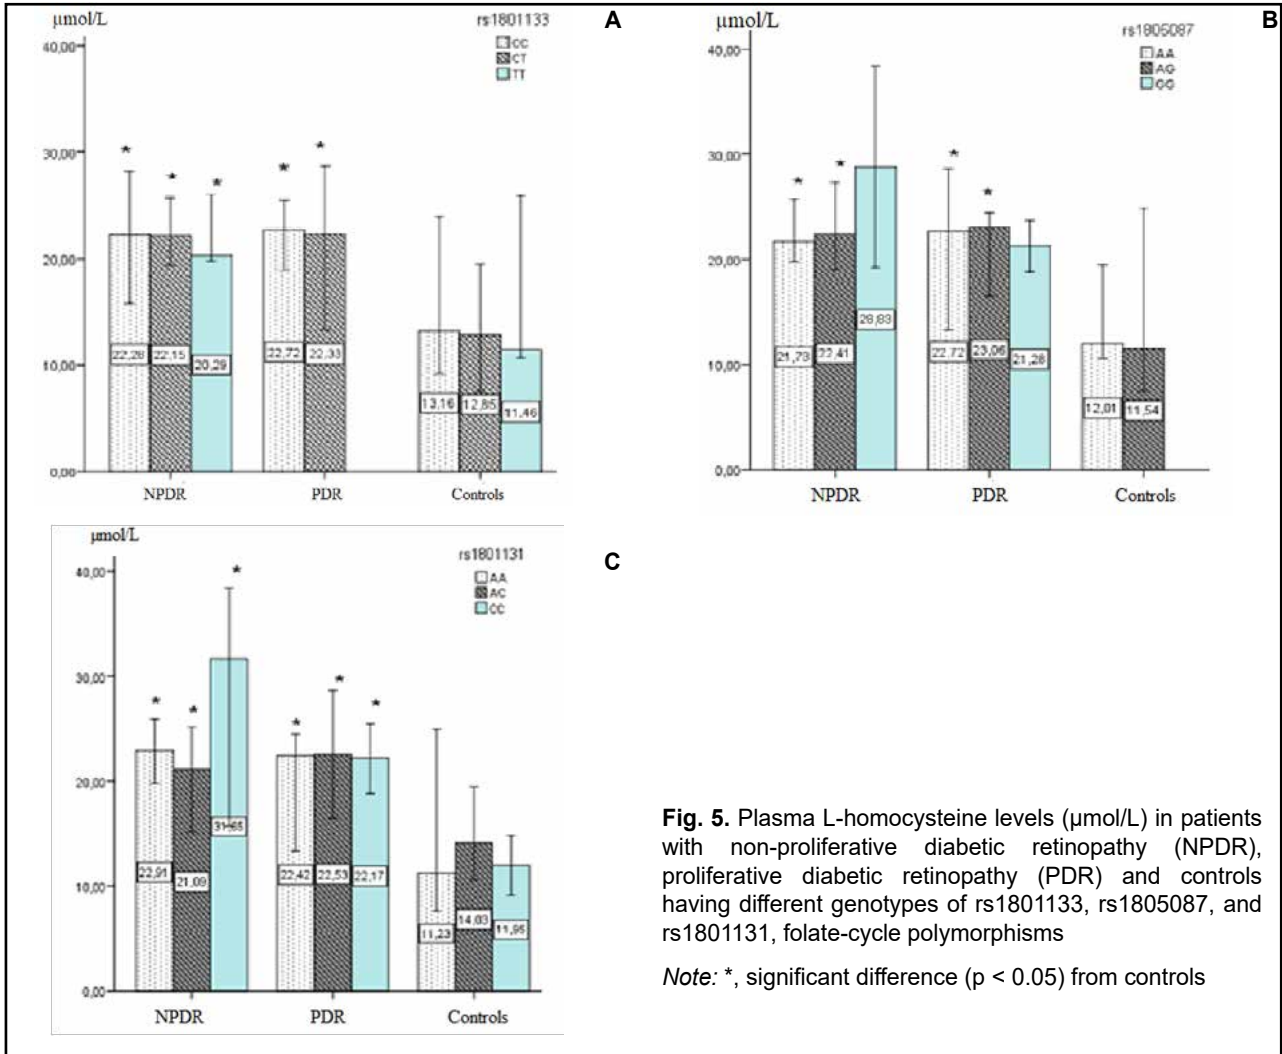 µmol/L
rs1801133
CC
CT
TT
A
40,00
30,00
20,00
10,00
0,00
* * * * *
22,28 22,15 20,29 22,72 22,33 13,16 12,85 11,46
NPDR PDR Controls
µmol/L
rs1805087
AA
AG
GG
B
40,00
30,00
20,00
10,00
0,00
* * * *
21,73 22,41 28,83 22,72 23,06 21,28 12,01 11,54
NPDR PDR Controls
µmol/L
rs1801131
AA
AC
CC
C
40,00
30,00
20,00
10,00
0,00
* * * * * *
22,91 21,09 31,65 22,42 22,53 22,17 11,23 14,03 11,95
NPDR PDR Controls
Fig. 5. Plasma L-homocysteine levels (µmol/L) in patients
with non-proliferative diabetic retinopathy (NPDR),
proliferative diabetic retinopathy (PDR) and controls
having different genotypes of rs1801133, rs1805087, and
rs1801131, folate-cycle polymorphisms
Note: *, significant difference (p < 0.05) from controls